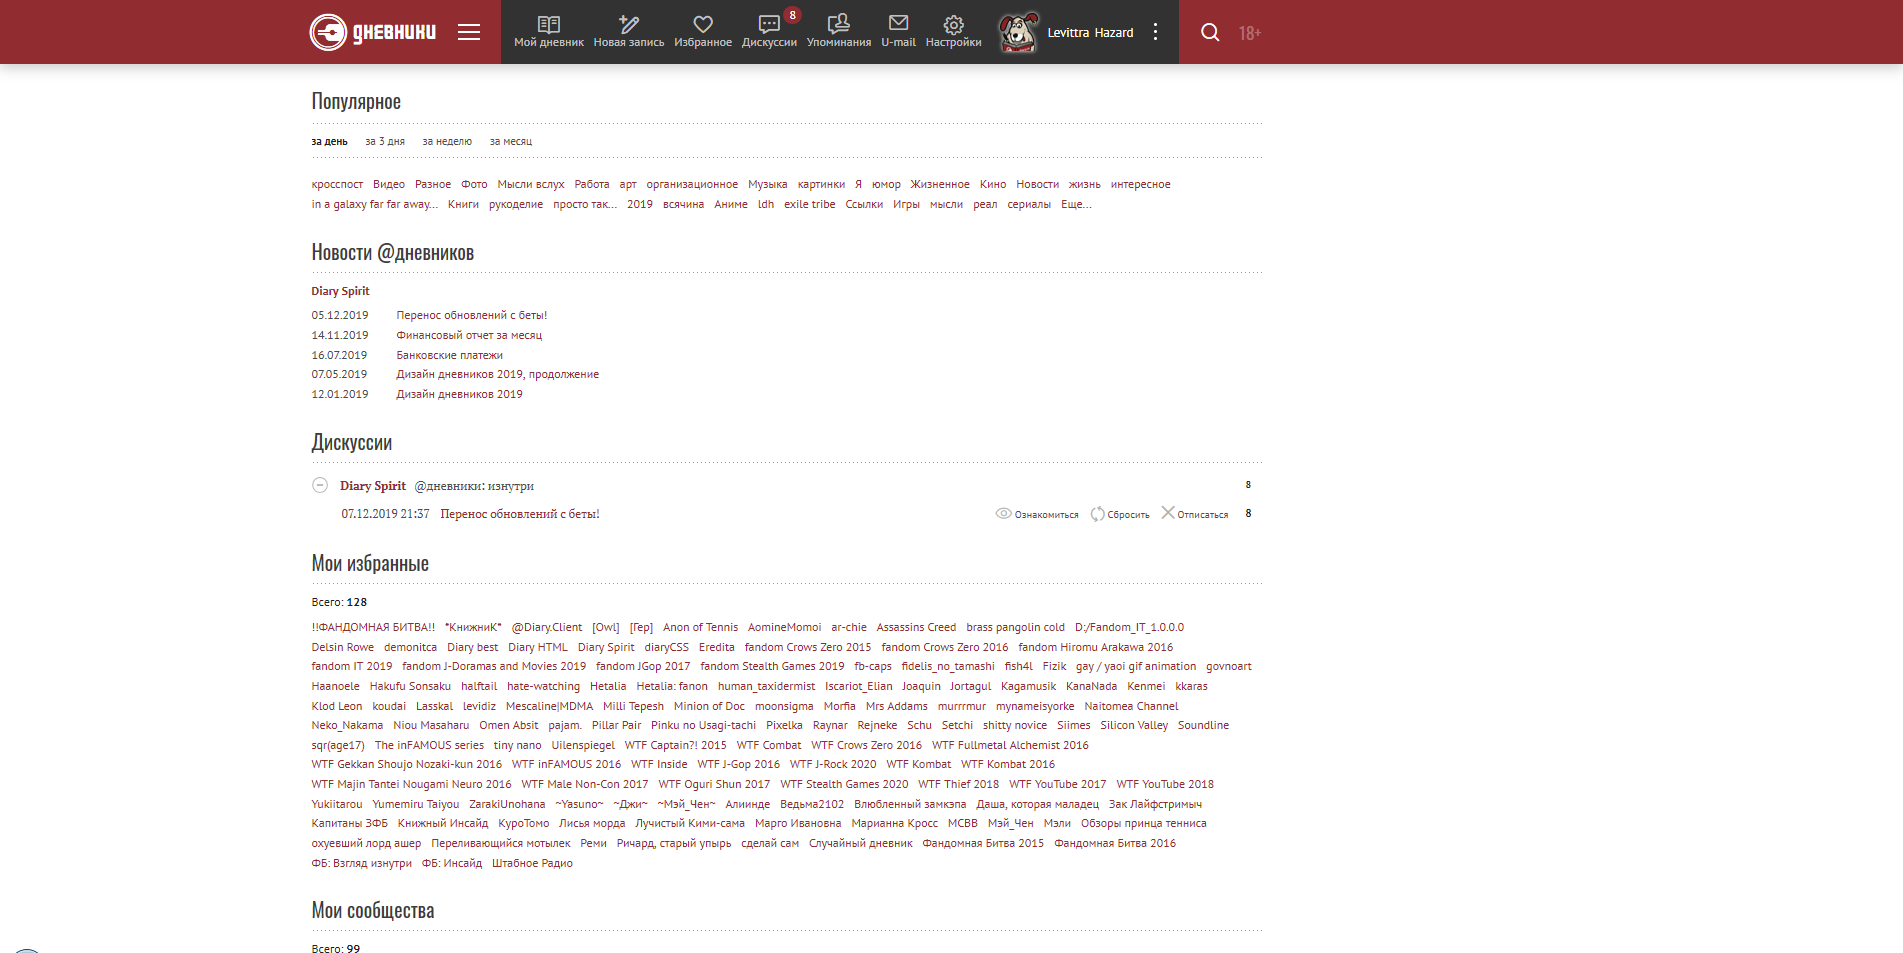 дневники Мой дневник Новая запись Избранное Дискуссии 8 Упоминания U-mail Настройки Levittra Hazard 18+
Популярное
за день за 3 дня за неделю за месяц
кросспост Видео Разное Фото Мысли вслух Работа арт организационное Музыка картинки Я юмор Жизненное Кино Новости жизнь интересное
in a galaxy far far away... Книги рукоделие просто так... 2019 всячина Аниме ldh exile tribe Ссылки Игры мысли реал сериалы Еще...
Новости @дневников
Diary Spirit
05.12.2019 Перенос обновлений с беты!
14.11.2019 Финансовый отчет за месяц
16.07.2019 Банковские платежи
07.05.2019 Дизайн дневников 2019, продолжение
12.01.2019 Дизайн дневников 2019
Дискуссии
Diary Spirit @дневники: изнутри 8
07.12.2019 21:37 Перенос обновлений с беты! Ознакомиться Сбросить Отписаться 8
Мои избранные
Всего: 128
!!ФАНДОМНАЯ БИТВА!! *КнижниК* @Diary.Client [Owl] [Гер] Anon of Tennis AomineMomoi ar-chie Assassins Creed brass pangolin cold D:/Fandom_IT_1.0.0.0
Delsin Rowe demonitca Diary best Diary HTML Diary Spirit diaryCSS Eredita fandom Crows Zero 2015 fandom Crows Zero 2016 fandom Hiromu Arakawa 2016
fandom IT 2019 fandom J-Doramas and Movies 2019 fandom JGop 2017 fandom Stealth Games 2019 fb-caps fidelis_no_tamashi fish4l Fizik gay / yaoi gif animation govnoart
Haanoele Hakufu Sonsaku halftail hate-watching Hetalia Hetalia: fanon human_taxidermist Iscariot_Elian Joaquin Jortagul Kagamusik KanaNada Kenmei kkaras
Klod Leon koudai Lasskal levidiz Mescaline|MDMA Milli Tepesh Minion of Doc moonsigma Morfia Mrs Addams murrrmur mynameisyorke Naitomea Channel
Neko_Nakama Niou Masaharu Omen Absit pajam. Pillar Pair Pinku no Usagi-tachi Pixelka Raynar Rejneke Schu Setchi shitty novice Siimes Silicon Valley Soundline
sqr(age17) The inFAMOUS series tiny nano Uilenspiegel WTF Captain?! 2015 WTF Combat WTF Crows Zero 2016 WTF Fullmetal Alchemist 2016
WTF Gekkan Shoujo Nozaki-kun 2016 WTF inFAMOUS 2016 WTF Inside WTF J-Gop 2016 WTF J-Rock 2020 WTF Kombat WTF Kombat 2016
WTF Majin Tantei Nougami Neuro 2016 WTF Male Non-Con 2017 WTF Oguri Shun 2017 WTF Stealth Games 2020 WTF Thief 2018 WTF YouTube 2017 WTF YouTube 2018
Yukiitarou Yumemiru Taiyou ZarakiUnohana ~Yasuno~ ~Джи~ ~Мэй_Чен~ Алиинде Ведьма2102 Влюбленный замкэпа Даша, которая маладец Зак Лайфстримыч
Капитаны ЗФБ Книжный Инсайд КуроТомо Лисья морда Лучистый Кими-сама Марго Ивановна Марианна Кросс МСВВ Мэй_Чен Мэли Обзоры принца тенниса
охуевший лорд ашер Переливающийся мотылек Реми Ричард, старый упырь сделай сам Случайный дневник Фандомная Битва 2015 Фандомная Битва 2016
ФБ: Взгляд изнутри ФБ: Инсайд Штабное Радио
Мои сообщества
Всего: 99